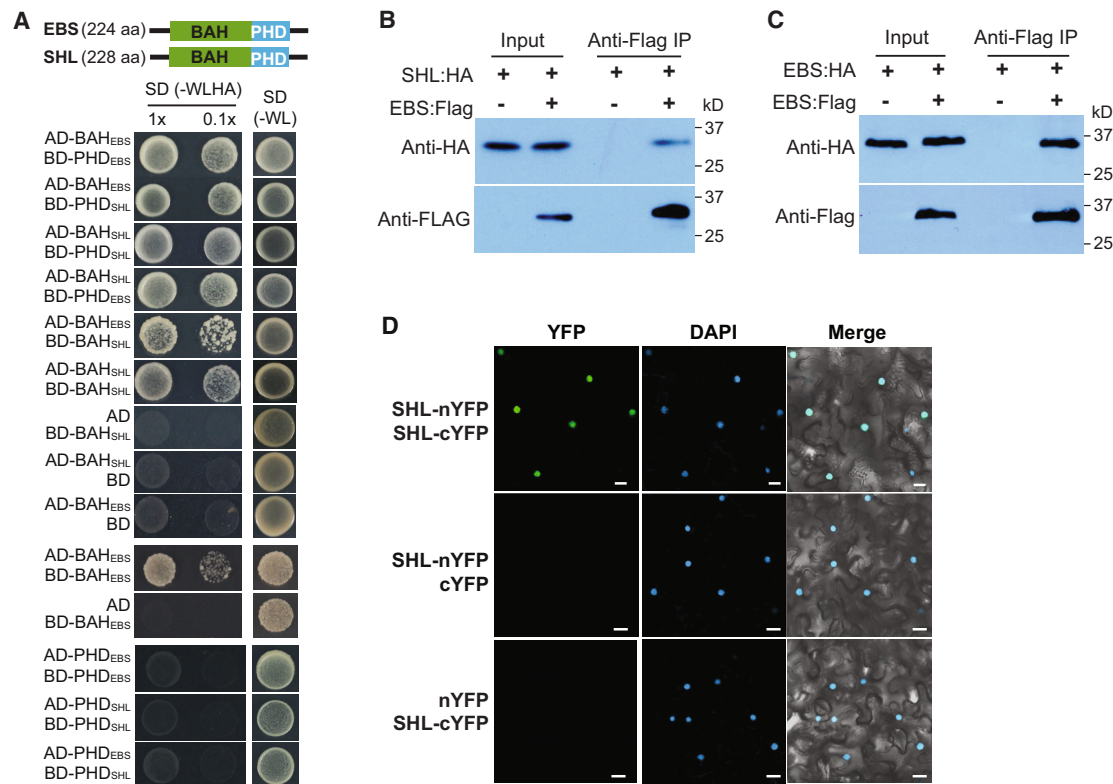 A
EBS (224 aa) BAH PHD
SHL (228 aa) BAH PHD
SD (-WLHA) SD (-WL)
1x 0.1x
AD-BAHEBS
BD-PHDEBS
AD-BAHEBS
BD-PHDSHL
AD-BAHSHL
BD-PHDSHL
AD-BAHSHL
BD-PHDEBS
AD-BAHEBS
BD-BAHSHL
AD-BAHSHL
BD-BAHSHL
AD
BD-BAHSHL
AD-BAHSHL
BD
AD-BAHEBS
BD
AD-BAHEBS
BD-BAHEBS
AD
BD-BAHEBS
AD-PHDEBS
BD-PHDEBS
AD-PHDSHL
BD-PHDSHL
AD-PHDEBS
BD-PHDSHL
B
Input Anti-Flag IP
SHL:HA + + + +
EBS:Flag - + - + kD
Anti-HA 37
25
Anti-FLAG 37
25
C
Input Anti-Flag IP
EBS:HA + + + +
EBS:Flag - + - + kD
Anti-HA 37
25
Anti-Flag 37
25
D
YFP DAPI Merge
SHL-nYFP
SHL-cYFP
SHL-nYFP
cYFP
nYFP
SHL-cYFP